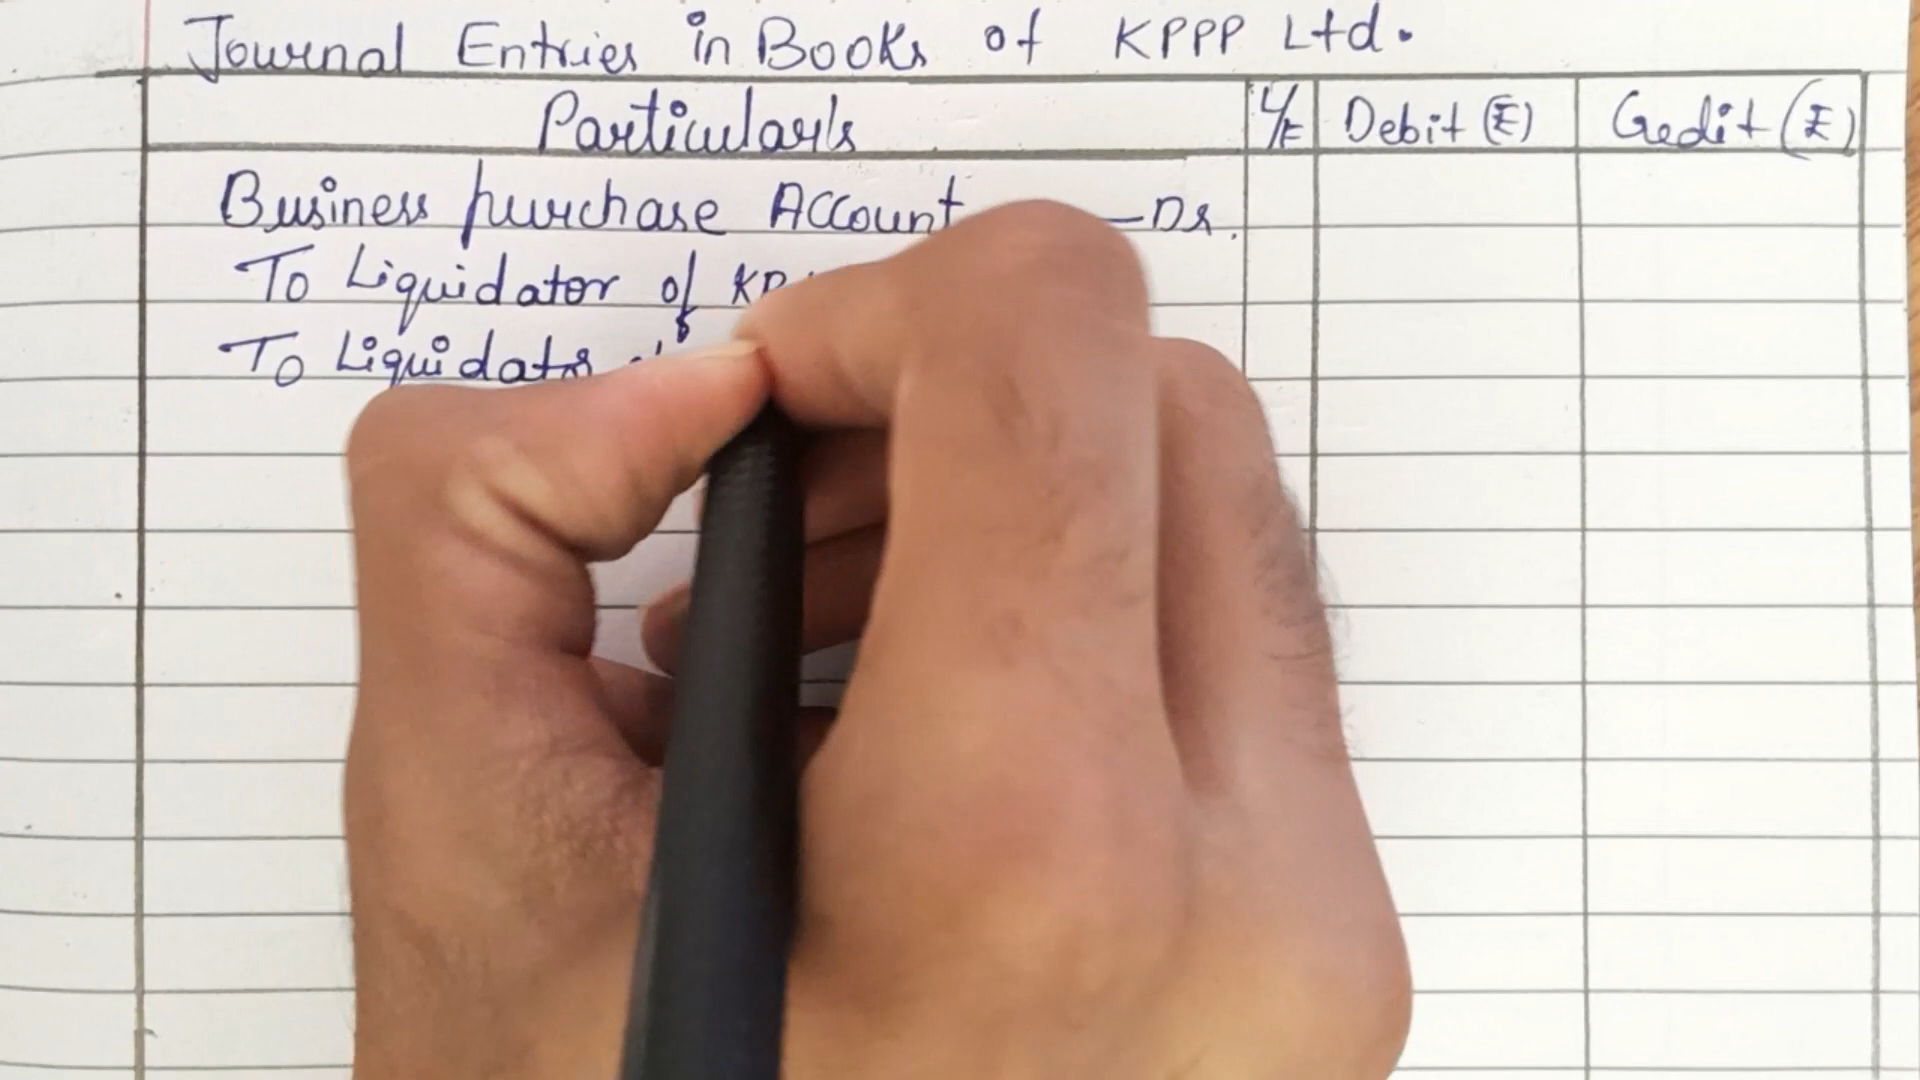 Journal Entries in Books of KPPP Ltd.
Particulars L/F Debit (₹) Credit (₹)
Business purchase Account —Dr.
To Liquidator of
To Liquidator